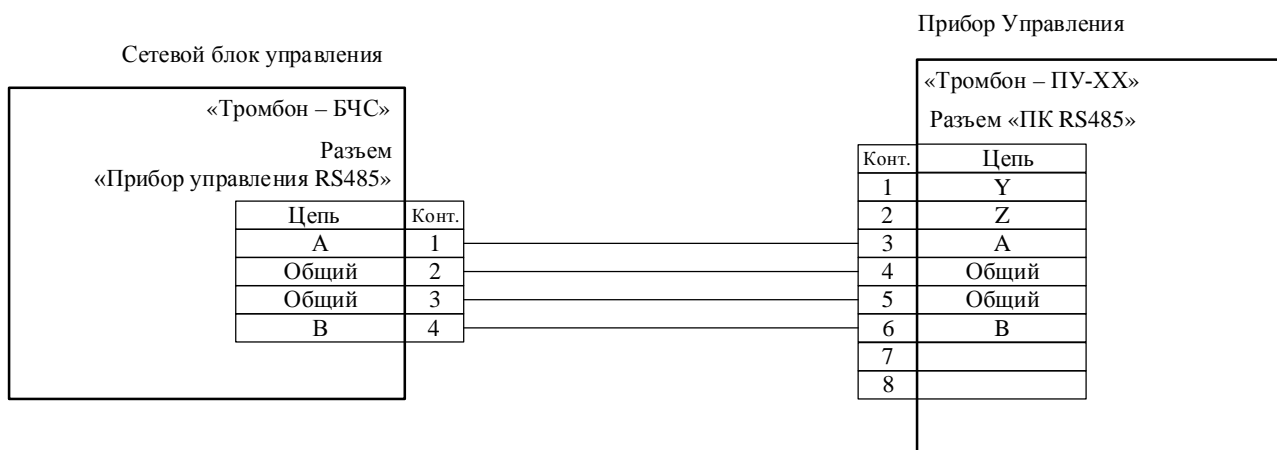 Прибор Управления
Сетевой блок управления
«Тромбон – БЧС»
Разъем
«Прибор управления RS485»
Цепь Конт.
A 1
Общий 2
Общий 3
B 4
«Тромбон – ПУ-XX»
Разъем «ПК RS485»
Конт. Цепь
1 Y
2 Z
3 A
4 Общий
5 Общий
6 B
7
8